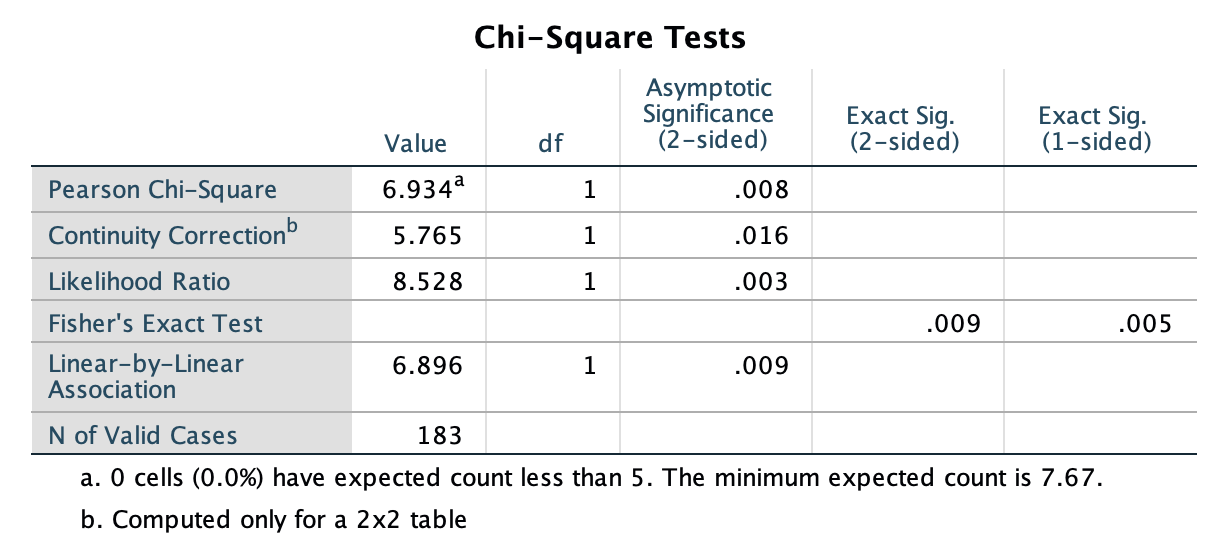 Chi-Square Tests
Value df Asymptotic Significance (2-sided) Exact Sig. (2-sided) Exact Sig. (1-sided)
Pearson Chi-Square 6.934a 1 .008
Continuity Correctionb 5.765 1 .016
Likelihood Ratio 8.528 1 .003
Fisher's Exact Test .009 .005
Linear-by-Linear Association 6.896 1 .009
N of Valid Cases 183
a. 0 cells (0.0%) have expected count less than 5. The minimum expected count is 7.67.
b. Computed only for a 2x2 table